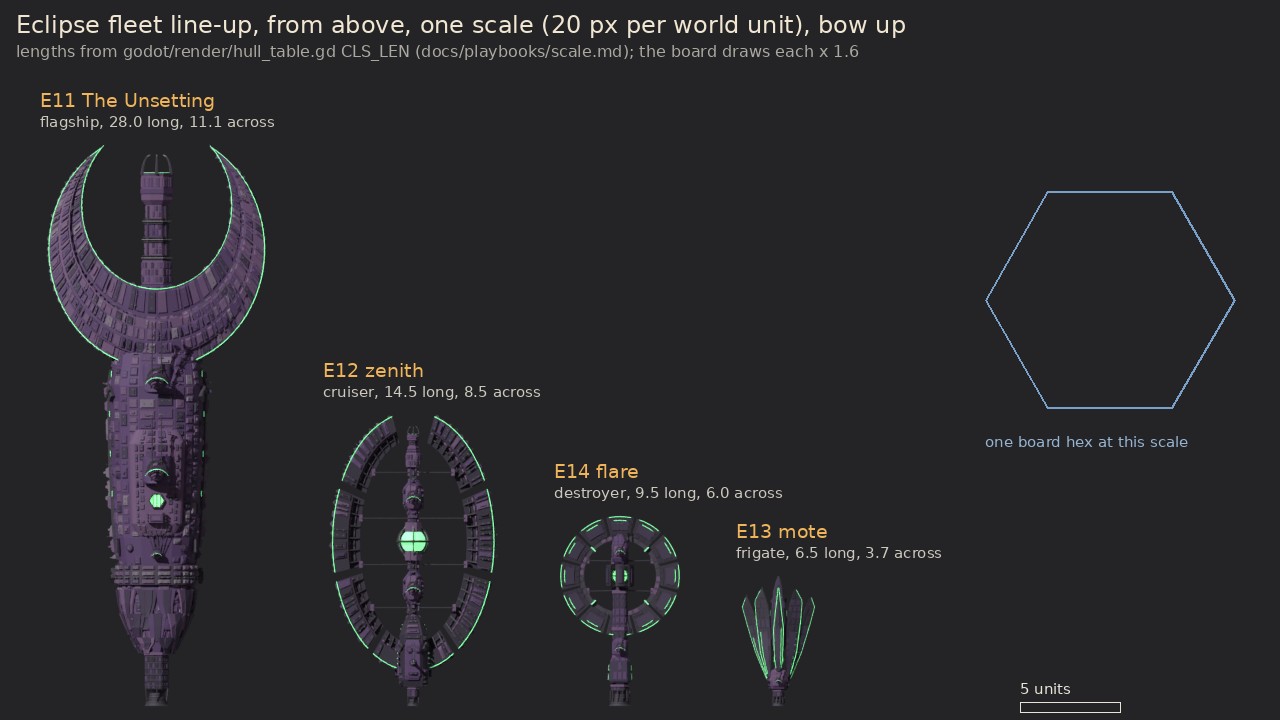 Eclipse fleet line-up, from above, one scale (20 px per world unit), bow up
lengths from godot/render/hull_table.gd CLS_LEN (docs/playbooks/scale.md); the board draws each x 1.6
E11 The Unsetting
flagship, 28.0 long, 11.1 across
E12 zenith
cruiser, 14.5 long, 8.5 across
E14 flare
destroyer, 9.5 long, 6.0 across
E13 mote
frigate, 6.5 long, 3.7 across
one board hex at this scale
5 units